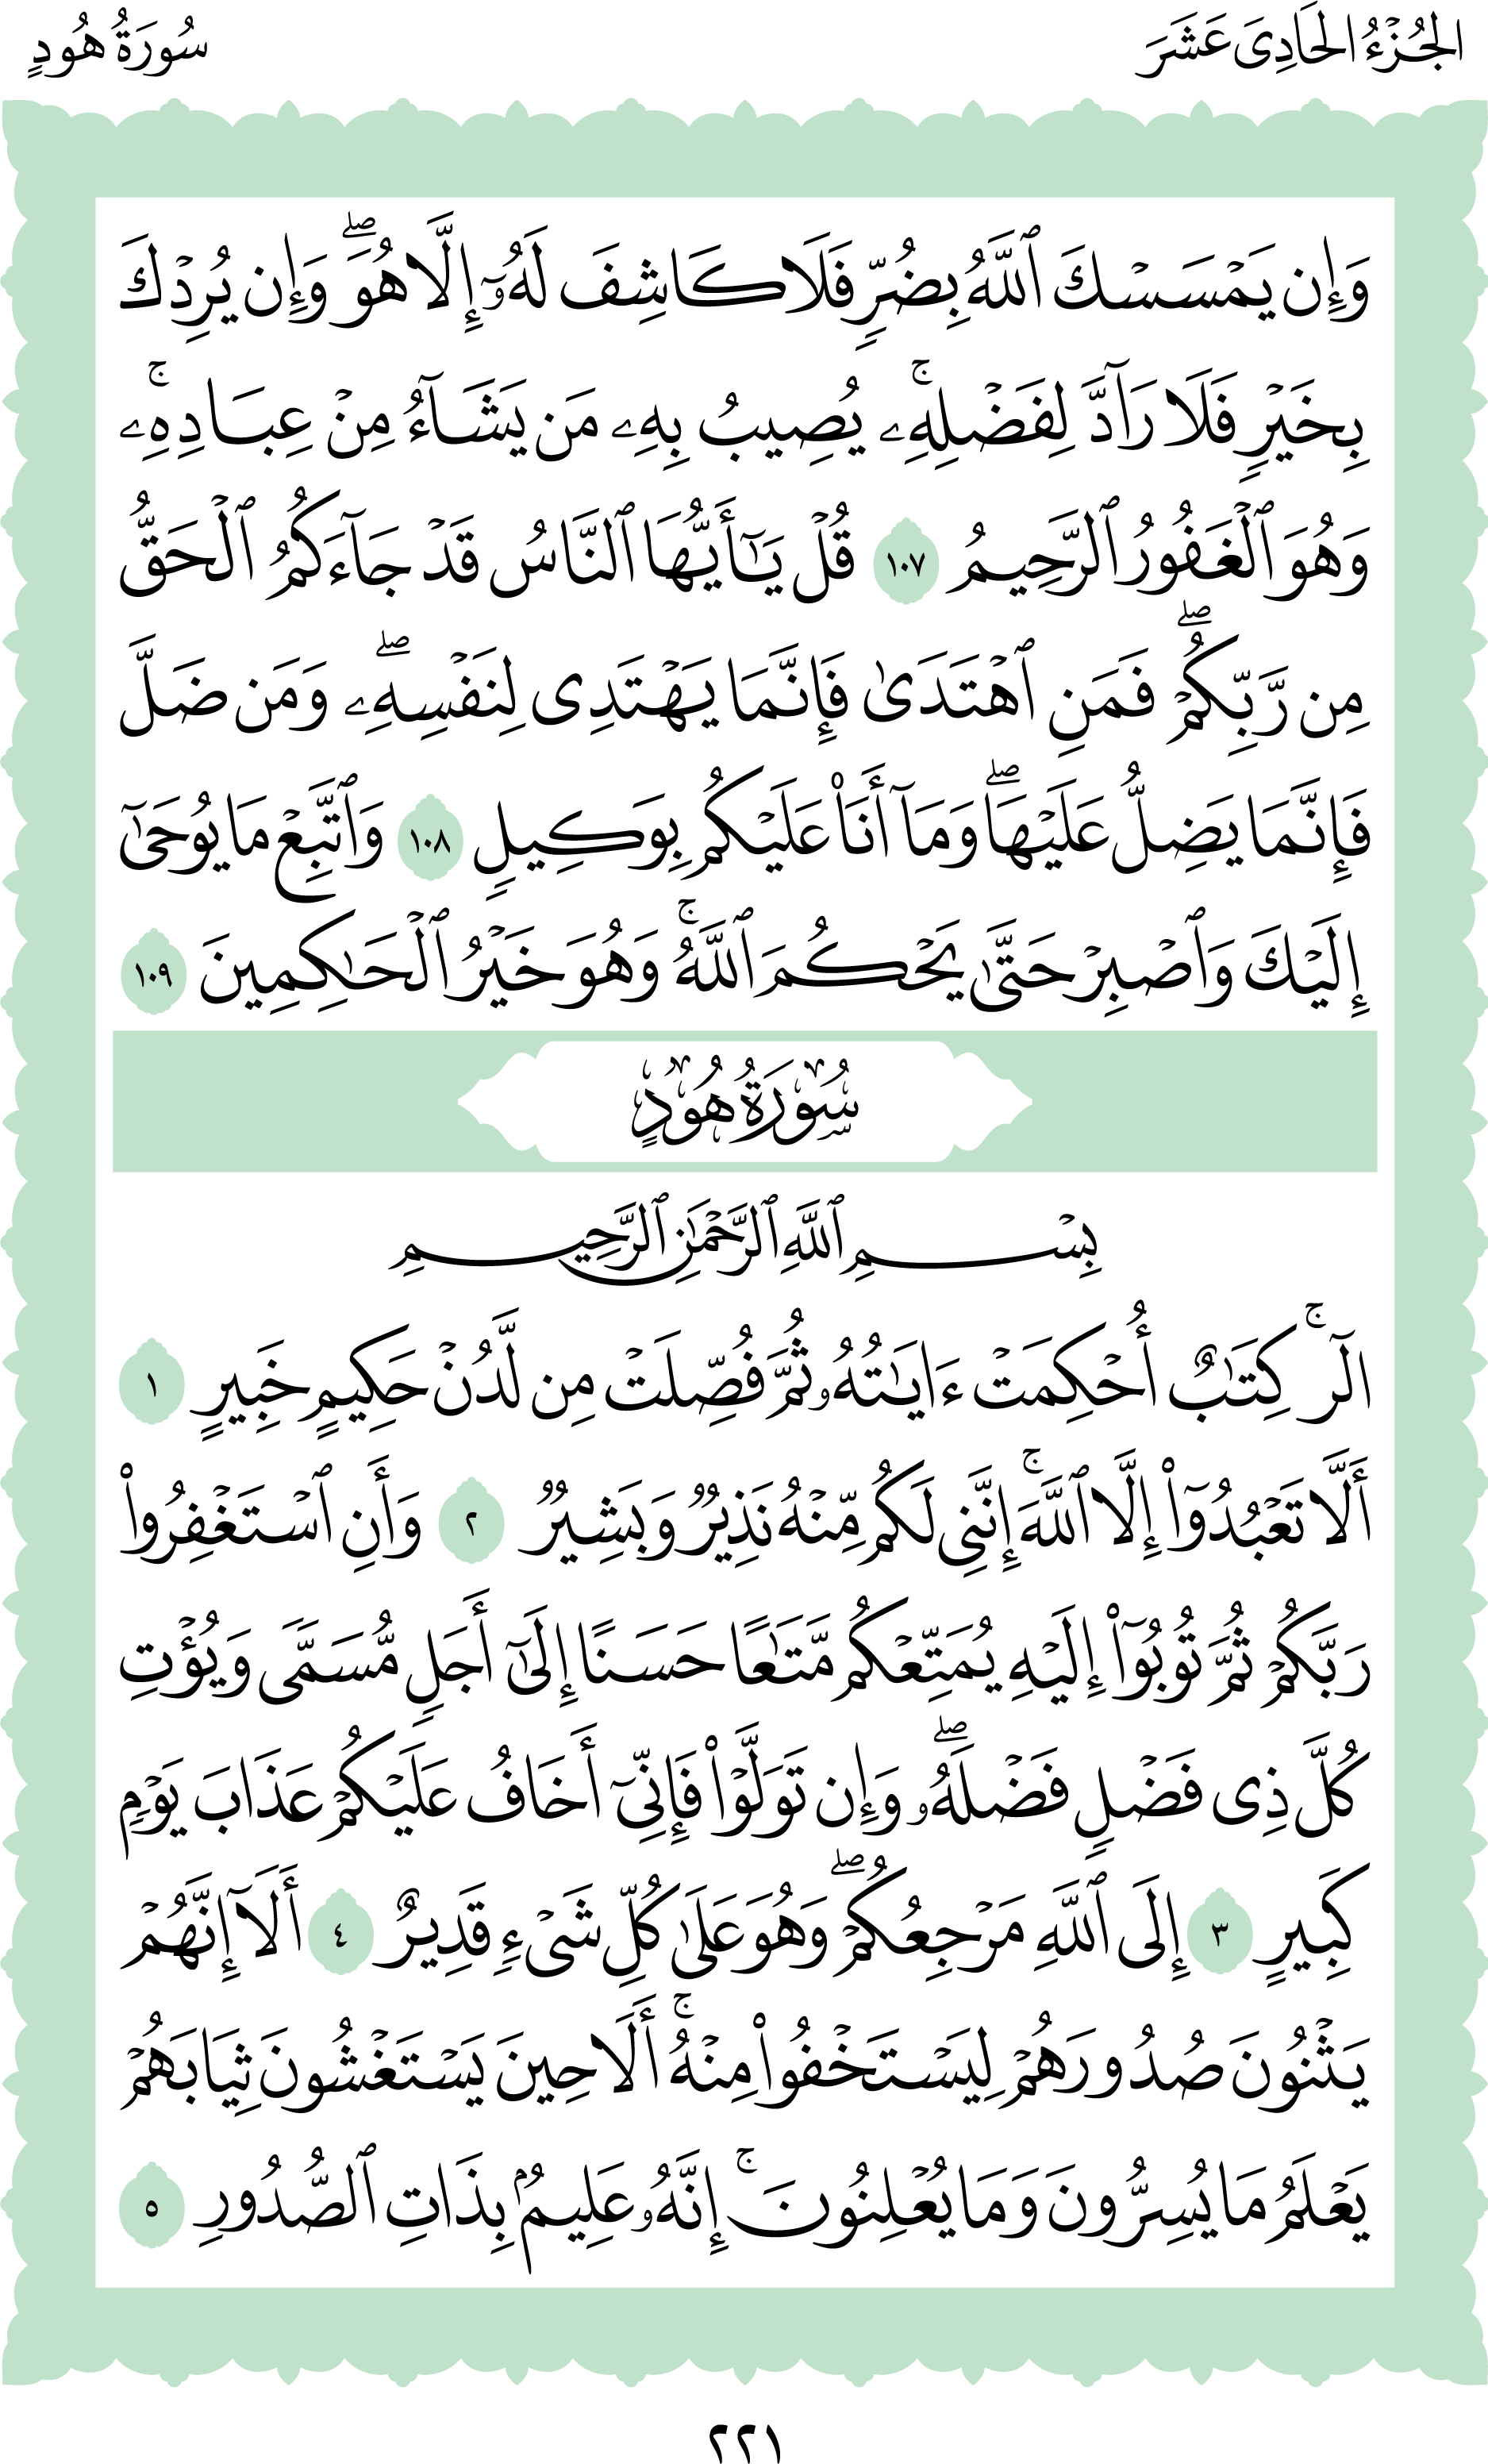 الجُزْءُ الحَادِىَ عَشَرَ
سُورَةُ هُودٍ
وَإِن يَمْسَسْكَ ٱللَّهُ بِضُرٍّ فَلَا كَاشِفَ لَهُۥٓ إِلَّا هُوَۖ وَإِن يُرِدْكَ
بِخَيْرٍ فَلَا رَآدَّ لِفَضْلِهِۦۚ يُصِيبُ بِهِۦ مَن يَشَآءُ مِنْ عِبَادِهِۦۚ
وَهُوَ ٱلْغَفُورُ ٱلرَّحِيمُ ١٠٧ قُلْ يَٰٓأَيُّهَا ٱلنَّاسُ قَدْ جَآءَكُمُ ٱلْحَقُّ
مِن رَّبِّكُمْۖ فَمَنِ ٱهْتَدَىٰ فَإِنَّمَا يَهْتَدِى لِنَفْسِهِۦۖ وَمَن ضَلَّ
فَإِنَّمَا يَضِلُّ عَلَيْهَاۖ وَمَآ أَنَا۠ عَلَيْكُم بِوَكِيلٍ ١٠٨ وَٱتَّبِعْ مَا يُوحَىٰٓ
إِلَيْكَ وَٱصْبِرْ حَتَّىٰ يَحْكُمَ ٱللَّهُۚ وَهُوَ خَيْرُ ٱلْحَٰكِمِينَ ١٠٩
سُورَةُ هُودٍ
بِسْمِ ٱللَّهِ ٱلرَّحْمَٰنِ ٱلرَّحِيمِ
الٓرۚ كِتَٰبٌ أُحْكِمَتْ ءَايَٰتُهُۥ ثُمَّ فُصِّلَتْ مِن لَّدُنْ حَكِيمٍ خَبِيرٍ ١
أَلَّا تَعْبُدُوٓا۟ إِلَّا ٱللَّهَۚ إِنَّنِى لَكُم مِّنْهُ نَذِيرٌ وَبَشِيرٌ ٢ وَأَنِ ٱسْتَغْفِرُوا۟
رَبَّكُمْ ثُمَّ تُوبُوٓا۟ إِلَيْهِ يُمَتِّعْكُم مَّتَٰعًا حَسَنًا إِلَىٰٓ أَجَلٍ مُّسَمًّى وَيُؤْتِ
كُلَّ ذِى فَضْلٍ فَضْلَهُۥۖ وَإِن تَوَلَّوْا۟ فَإِنِّىٓ أَخَافُ عَلَيْكُمْ عَذَابَ يَوْمٍ
كَبِيرٍ ٣ إِلَى ٱللَّهِ مَرْجِعُكُمْۖ وَهُوَ عَلَىٰ كُلِّ شَىْءٍ قَدِيرٌ ٤ أَلَآ إِنَّهُمْ
يَثْنُونَ صُدُورَهُمْ لِيَسْتَخْفُوا۟ مِنْهُۚ أَلَا حِينَ يَسْتَغْشُونَ ثِيَابَهُمْ
يَعْلَمُ مَا يُسِرُّونَ وَمَا يُعْلِنُونَۚ إِنَّهُۥ عَلِيمٌۢ بِذَاتِ ٱلصُّدُورِ ٥
٢٢١